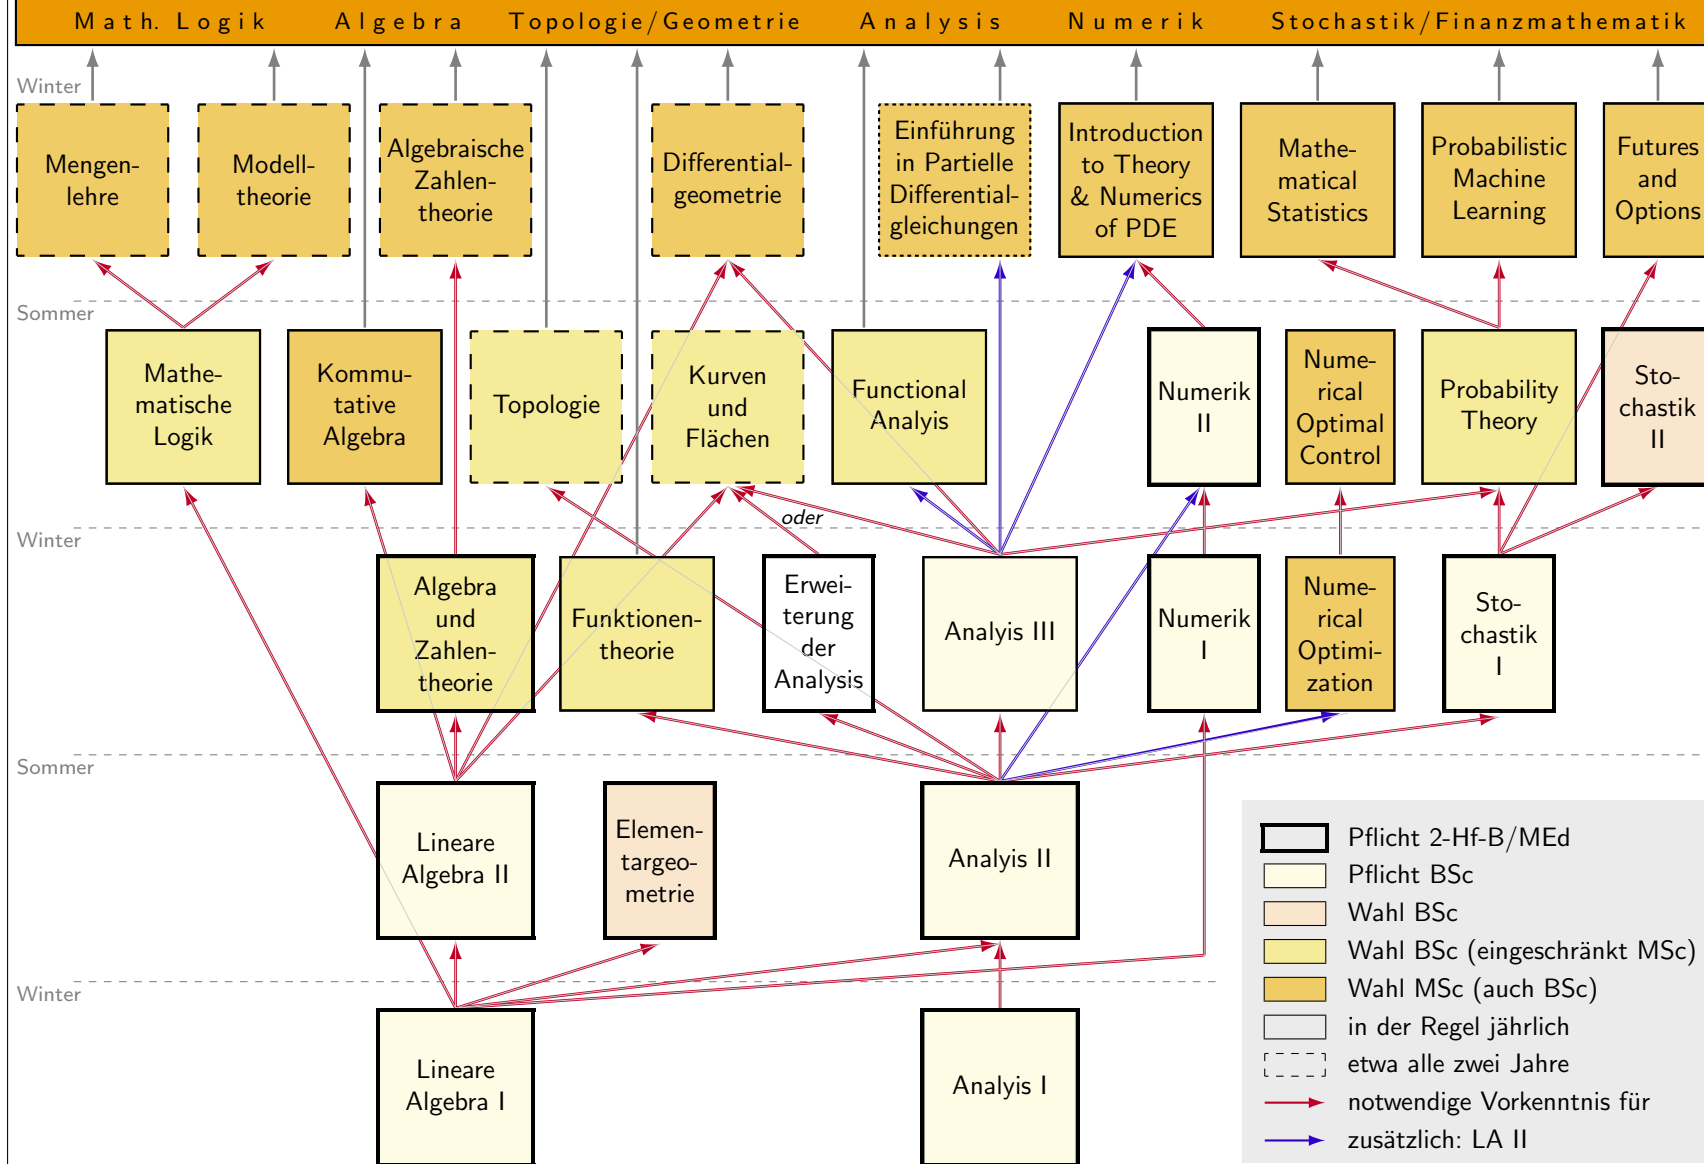 Math. Logik Algebra Topologie/Geometrie Analysis Numerik Stochastik/Finanzmathematik
Winter
Mengen-
lehre
Modell-
theorie
Algebraische
Zahlen-
theorie
Differential-
geometrie
Einführung
in Partielle
Differential-
gleichungen
Introduction
to Theory
& Numerics
of PDE
Mathe-
matical
Statistics
Probabilistic
Machine
Learning
Futures
and
Options
Sommer
Mathe-
matische
Logik
Kommu-
tative
Algebra
Topologie
Kurven
und
Flächen
Functional
Analyis
Numerik
II
Nume-
rical
Optimal
Control
Probability
Theory
Sto-
chastik
II
oder
Winter
Algebra
und
Zahlen-
theorie
Funktionen-
theorie
Erwei-
terung
der
Analysis
Analyis III
Numerik
I
Nume-
rical
Optimi-
zation
Sto-
chastik
I
Sommer
Lineare
Algebra II
Elemen-
targeo-
metrie
Analyis II
Winter
Lineare
Algebra I
Analyis I
Pflicht 2-Hf-B/MEd
Pflicht BSc
Wahl BSc
Wahl BSc (eingeschränkt MSc)
Wahl MSc (auch BSc)
in der Regel jährlich
etwa alle zwei Jahre
notwendige Vorkenntnis für
zusätzlich: LA II